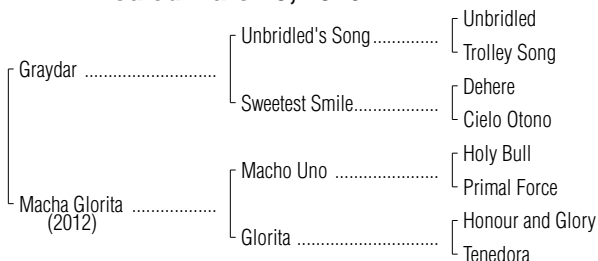 Unbridled
Unbridled's Song
Trolley Song
Graydar
Dehere
Sweetest Smile
Cielo Otono
Holy Bull
Macho Uno
Primal Force
Macha Glorita
(2012)
Honour and Glory
Glorita
Tenedora